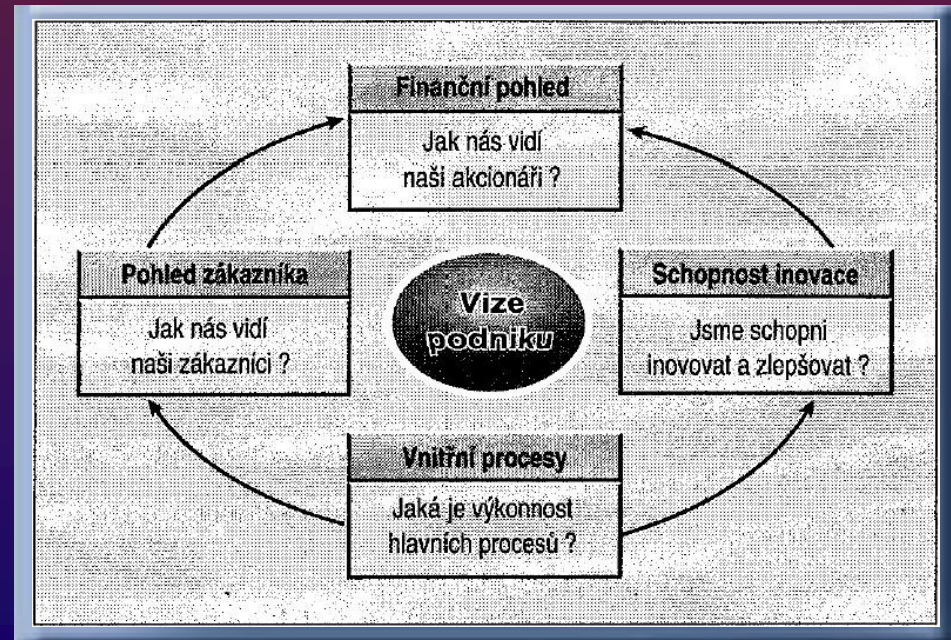 Finanční pohled
Jak nás vidí
naši akcionáři ?
Pohled zákazníka
Jak nás vidí
naši zákazníci ?
Vize
podniku
Schopnost inovace
Jsme schopni
inovovat a zlepšovat ?
Vnitřní procesy
Jaká je výkonnost
hlavních procesů ?